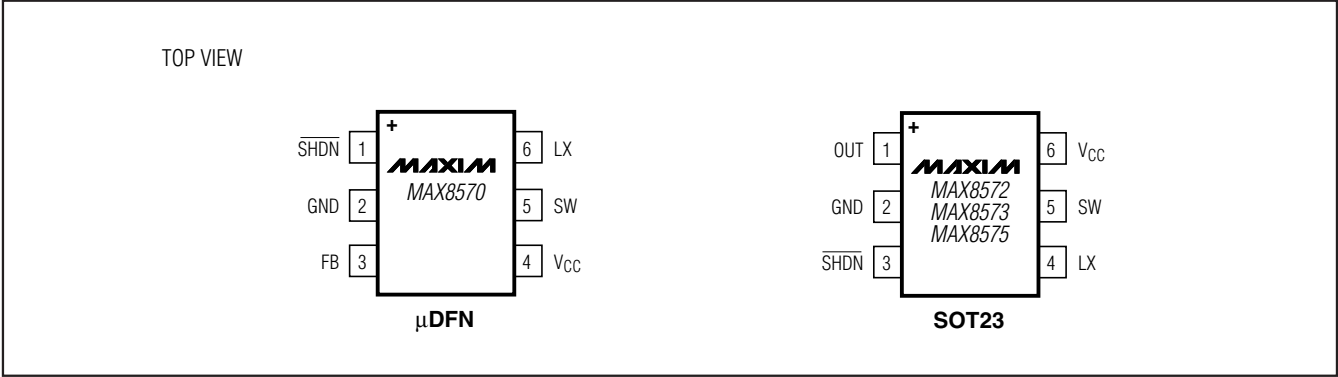 TOP VIEW
SHDN 1 + 6 LX
MAXIM
MAX8570
GND 2 5 SW
FB 3 4 VCC
µDFN
OUT 1 + 6 VCC
MAXIM
MAX8572
GND 2 5 SW
MAX8573
MAX8575
SHDN 3 4 LX
SOT23